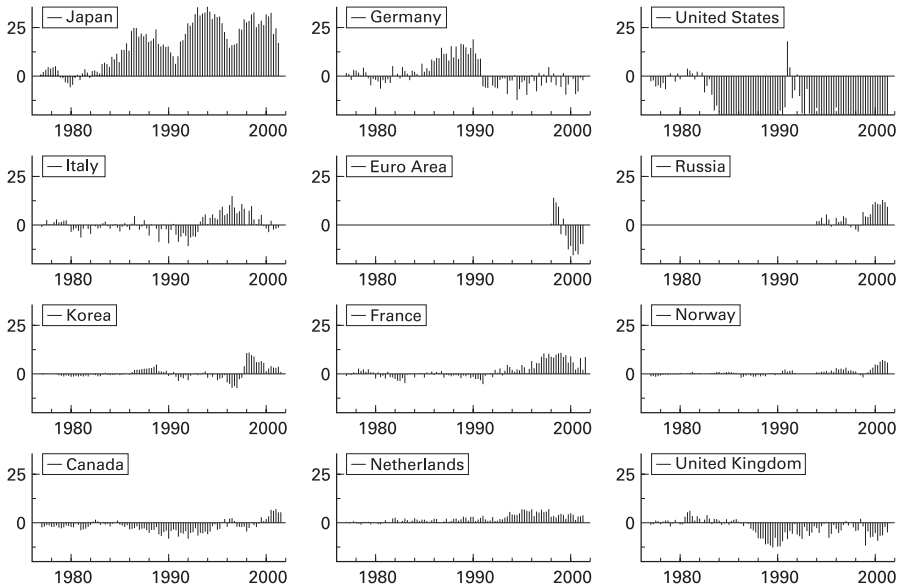 Japan Germany United States
25 25 25
0 0 0
1980 1990 2000 1980 1990 2000 1980 1990 2000
Italy Euro Area Russia
25 25 25
0 0 0
1980 1990 2000 1980 1990 2000 1980 1990 2000
Korea France Norway
25 25 25
0 0 0
1980 1990 2000 1980 1990 2000 1980 1990 2000
Canada Netherlands United Kingdom
25 25 25
0 0 0
1980 1990 2000 1980 1990 2000 1980 1990 2000